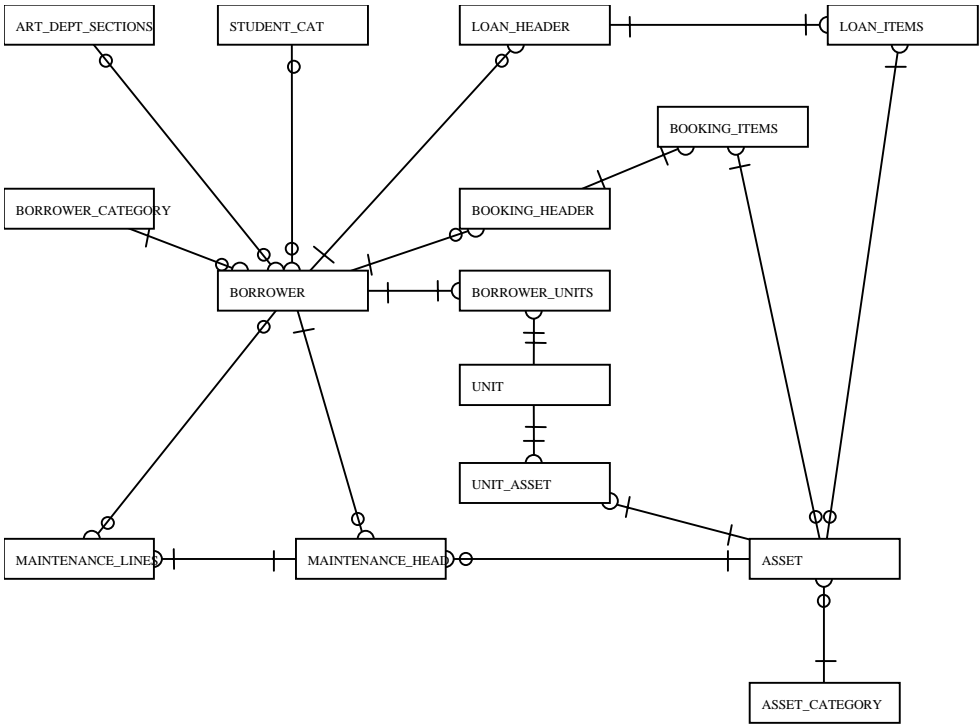 ART_DEPT_SECTIONS
STUDENT_CAT
LOAN_HEADER
LOAN_ITEMS
BOOKING_ITEMS
BORROWER_CATEGORY
BOOKING_HEADER
BORROWER
BORROWER_UNITS
UNIT
UNIT_ASSET
MAINTENANCE_LINES
MAINTENANCE_HEAD
ASSET
ASSET_CATEGORY